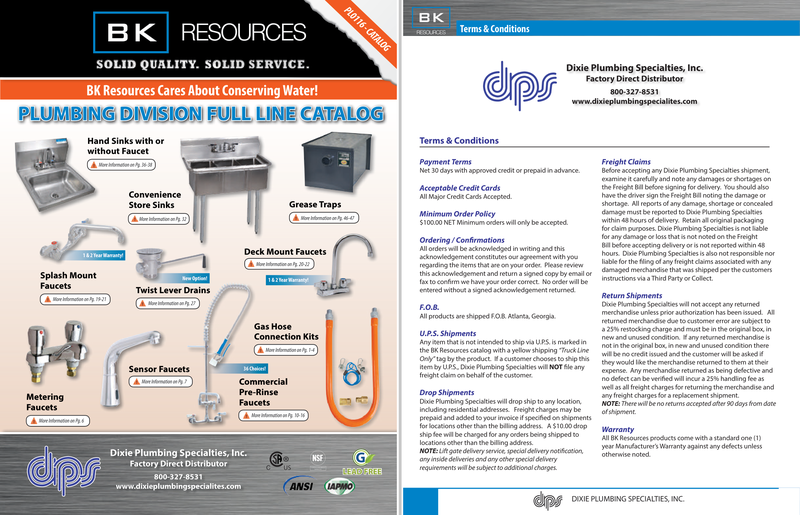 PL0116 - CATALOG
BK RESOURCES
SOLID QUALITY. SOLID SERVICE.
BK Resources Cares About Conserving Water!
PLUMBING DIVISION FULL LINE CATALOG
Hand Sinks with or
without Faucet
More Information on Pg. 36-38
Convenience
Store Sinks
More Information on Pg. 32
Grease Traps
More Information on Pg. 46-47
1 & 2 Year Warranty!
Splash Mount
Faucets
More Information on Pg. 19-21
New Option!
Twist Lever Drains
More Information on Pg. 27
Deck Mount Faucets
More Information on Pg. 20-22
1 & 2 Year Warranty!
Gas Hose
Connection Kits
More Information on Pg. 1-4
Sensor Faucets
More Information on Pg. 7
36 Choices!
Commercial
Pre-Rinse
Faucets
More Information on Pg. 10-16
Metering
Faucets
More Information on Pg. 6
dps
Dixie Plumbing Specialties, Inc.
Factory Direct Distributor
800-327-8531
www.dixieplumbingspecialites.com
C US
NSF
LEAD FREE
ANSI
IAPMO
BK
RESOURCES
Terms & Conditions
dps
Dixie Plumbing Specialties, Inc.
Factory Direct Distributor
800-327-8531
www.dixieplumbingspecialites.com
Terms & Conditions
Payment Terms
Net 30 days with approved credit or prepaid in advance.
Acceptable Credit Cards
All Major Credit Cards Accepted.
Minimum Order Policy
$100.00 NET Minimum orders will only be accepted.
Ordering / Confirmations
All orders will be acknowledged in writing and this
acknowledgement constitutes our agreement with you
regarding the items that are on your order. Please review
this acknowledgement and return a signed copy by email or
fax to confirm we have your order correct. No order will be
entered without a signed acknowledgement returned.
F.O.B.
All products are shipped F.O.B. Atlanta, Georgia.
U.P.S. Shipments
Any item that is not intended to ship via U.P.S. is marked in
the BK Resources catalog with a yellow shipping "Truck Line
Only" tag by the product. If a customer chooses to ship this
item by U.P.S., Dixie Plumbing Specialties will NOT file any
freight claim on behalf of the customer.
Drop Shipments
Dixie Plumbing Specialties will drop ship to any location,
including residential addresses. Freight charges may be
prepaid and added to your invoice if specified on shipments
for locations other than the billing address. A $10.00 drop
ship fee will be charged for any orders being shipped to
locations other than the billing address.
NOTE: Lift gate delivery service, special delivery notification,
any inside deliveries and any other special delivery
requirements will be subject to additional charges.
Freight Claims
Before accepting any Dixie Plumbing Specialties shipment,
examine it carefully and note any damages or shortages on
the Freight Bill before signing for delivery. You should also
have the driver sign the Freight Bill noting the damage or
shortage. All reports of any damage, shortage or concealed
damage must be reported to Dixie Plumbing Specialties
within 48 hours of delivery. Retain all original packaging
for claim purposes. Dixie Plumbing Specialties is not liable
for any damage or loss that is not noted on the Freight
Bill before accepting delivery or is not reported within 48
hours. Dixie Plumbing Specialties is also not responsible nor
liable for the filing of any freight claims associated with any
damaged merchandise that was shipped per the customers
instructions via a Third Party or Collect.
Return Shipments
Dixie Plumbing Specialties will not accept any returned
merchandise unless prior authorization has been issued. All
returned merchandise due to customer error are subject to
a 25% restocking charge and must be in the original box, in
new and unused condition. If any returned merchandise is
not in the original box, in new and unused condition there
will be no credit issued and the customer will be asked if
they would like the merchandise returned to them at their
expense. Any merchandise returned as being defective and
no defect can be verified will incur a 25% handling fee as
well as all freight charges for returning the merchandise and
any freight charges for a replacement shipment.
NOTE: There will be no returns accepted after 90 days from date
of shipment.
Warranty
All BK Resources products come with a standard one (1)
year Manufacturer's Warranty against any defects unless
otherwise noted.
dps DIXIE PLUMBING SPECIALTIES, INC.